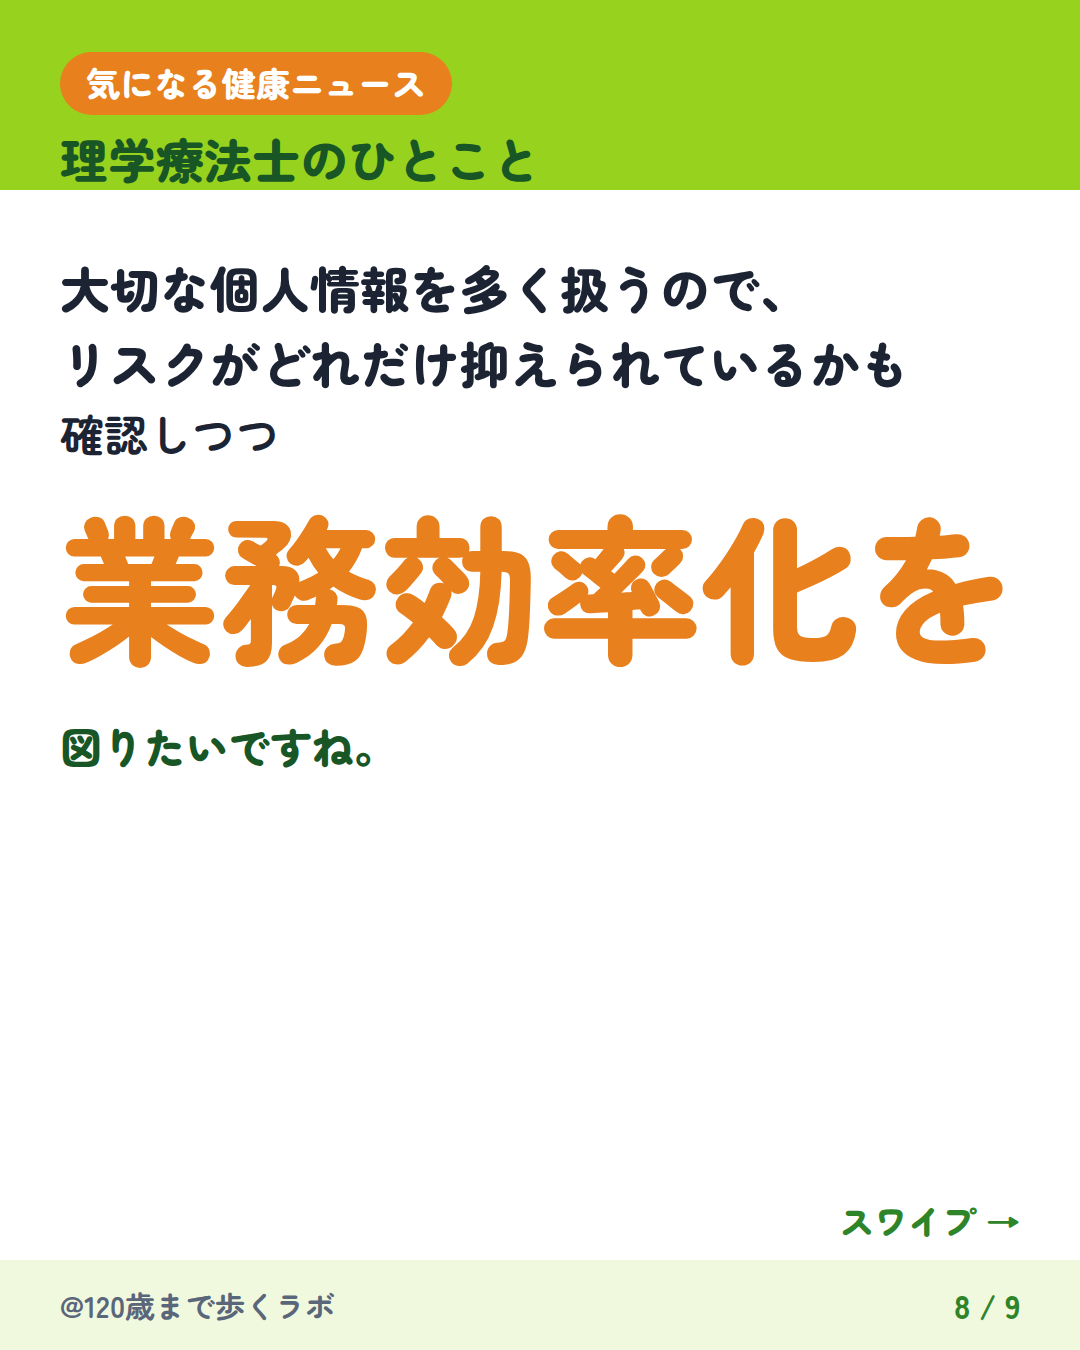 気になる健康ニュース
理学療法士のひとこと
大切な個人情報を多く扱うので、
リスクがどれだけ抑えられているかも
確認しつつ
業務効率化を
図りたいですね。
スワイプ →
@120歳まで歩くラボ
8 / 9